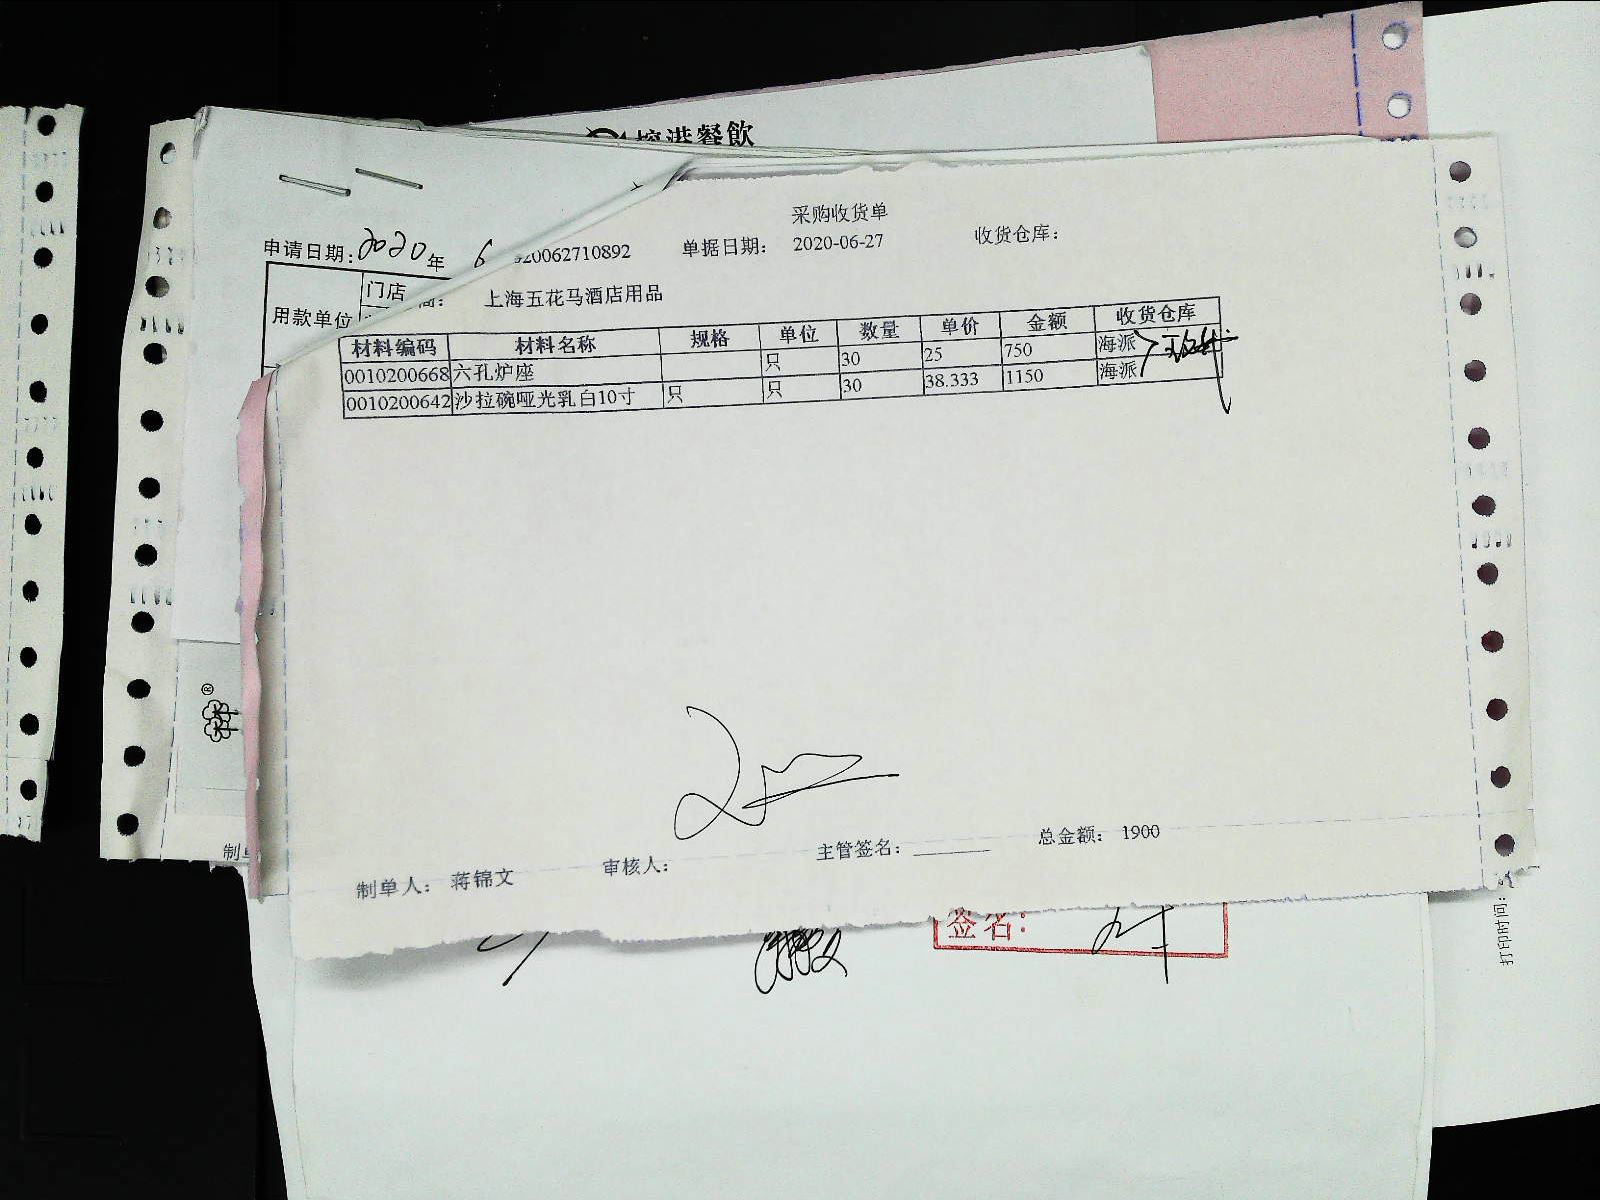 控港餐飲
采购收货单
申请日期:2020年 6
20062710892 单据日期: 2020-06-27 收货仓库:
门店
用款单位
商: 上海五花马酒店用品
材料编码 材料名称 规格 单位 数量 单价 金额 收货仓库
0010200668 六孔炉座 只 30 25 750 海派
0010200642 沙拉碗哑光乳白10寸 只 只 30 38.333 1150 海派
制单人: 蒋锦文 审核人: 主管签名: 总金额: 1900
签名:
打印时间:
®